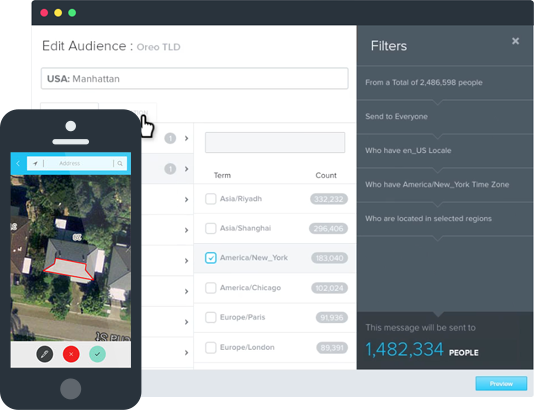 Edit Audience : Oreo TLD
USA: Manhattan
1
1
Term Count
Asia/Riyadh 332,232
Asia/Shanghai 296,406
America/New_York 183,040
America/Chicago 102,024
Europe/Paris 91,936
Europe/London 89,391
Filters
From a Total of 2,486,598 people
Send to Everyone
Who have en_US Locale
Who have America/New_York Time Zone
Who are located in selected regions
This message will be sent to
1,482,334 PEOPLE
Preview
Address